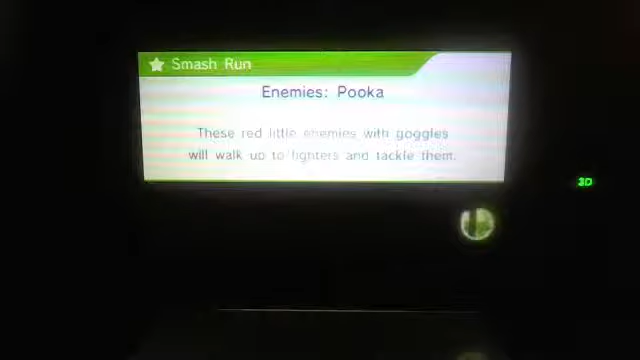 Smash Run
Enemies: Pooka
These red little enemies with goggles
will walk up to fighters and tackle them.
3D